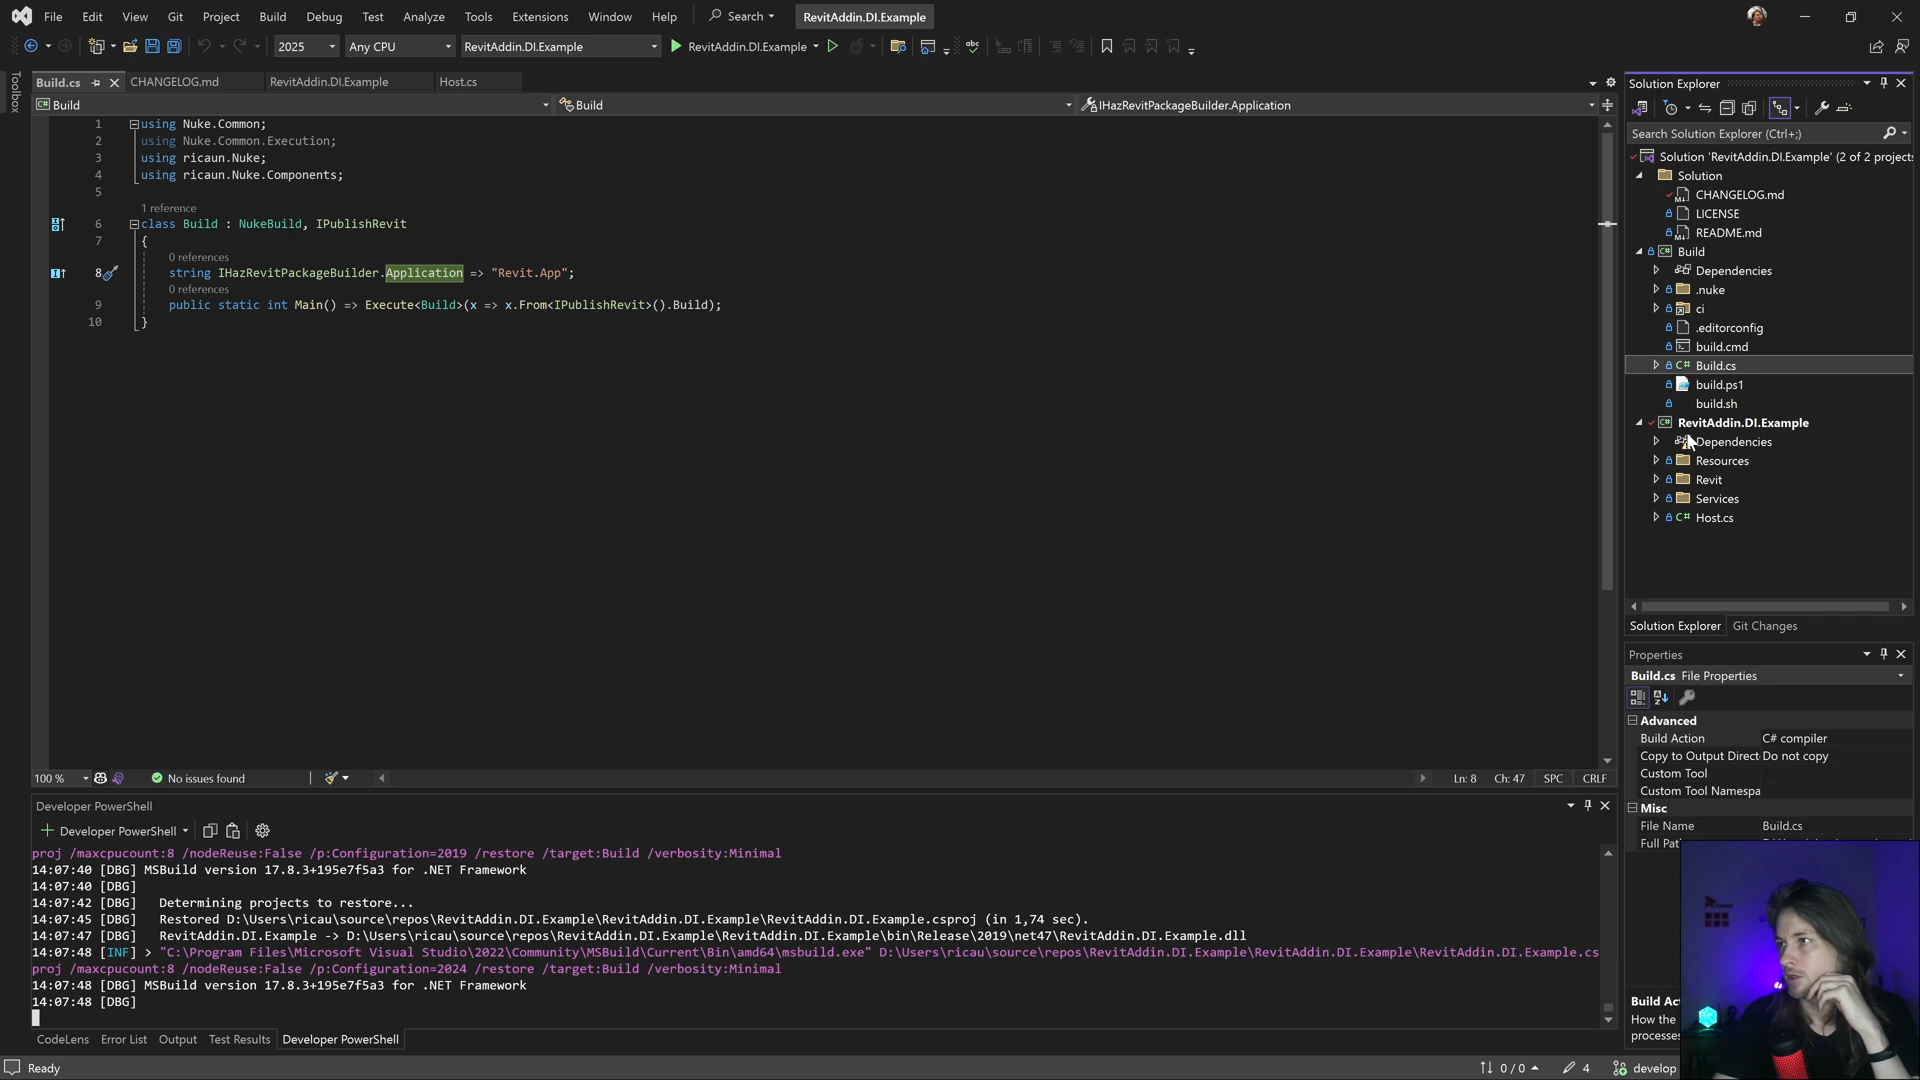 File Edit View Git Project Build Debug Test Analyze Tools Extensions Window Help Search RevitAddin.DI.Example
2025 Any CPU RevitAddin.DI.Example RevitAddin.DI.Example
Toolbox
Build.cs CHANGELOG.md RevitAddin.DI.Example Host.cs
Build Build IHazRevitPackageBuilder.Application
1 using Nuke.Common;
2 using Nuke.Common.Execution;
3 using ricaun.Nuke;
4 using ricaun.Nuke.Components;
5
1 reference
6 class Build : NukeBuild, IPublishRevit
7 {
0 references
8 string IHazRevitPackageBuilder.Application => "Revit.App";
0 references
9 public static int Main() => Execute<Build>(x => x.From<IPublishRevit>().Build);
10 }
100 % No issues found Ln: 8 Ch: 47 SPC CRLF
Developer PowerShell
Developer PowerShell
proj /maxcpucount:8 /nodeReuse:False /p:Configuration=2019 /restore /target:Build /verbosity:Minimal
14:07:40 [DBG] MSBuild version 17.8.3+195e7f5a3 for .NET Framework
14:07:40 [DBG]
14:07:42 [DBG] Determining projects to restore...
14:07:45 [DBG] Restored D:\Users\ricau\source\repos\RevitAddin.DI.Example\RevitAddin.DI.Example\RevitAddin.DI.Example.csproj (in 1,74 sec).
14:07:47 [DBG] RevitAddin.DI.Example -> D:\Users\ricau\source\repos\RevitAddin.DI.Example\RevitAddin.DI.Example\bin\Release\2019\net47\RevitAddin.DI.Example.dll
14:07:48 [INF] > "C:\Program Files\Microsoft Visual Studio\2022\Community\MSBuild\Current\Bin\amd64\msbuild.exe" D:\Users\ricau\source\repos\RevitAddin.DI.Example\RevitAddin.DI.Example\RevitAddin.DI.Example.cs
proj /maxcpucount:8 /nodeReuse:False /p:Configuration=2024 /restore /target:Build /verbosity:Minimal
14:07:48 [DBG] MSBuild version 17.8.3+195e7f5a3 for .NET Framework
14:07:48 [DBG]
CodeLens Error List Output Test Results Developer PowerShell
Ready 0 / 0 4 develop
Solution Explorer
Search Solution Explorer (Ctrl+;)
Solution 'RevitAddin.DI.Example' (2 of 2 projects
Solution
CHANGELOG.md
LICENSE
README.md
Build
Dependencies
.nuke
ci
.editorconfig
build.cmd
Build.cs
build.ps1
build.sh
RevitAddin.DI.Example
Dependencies
Resources
Revit
Services
Host.cs
Solution Explorer Git Changes
Properties
Build.cs File Properties
Advanced
Build Action C# compiler
Copy to Output Direct Do not copy
Custom Tool
Custom Tool Namespa
Misc
File Name Build.cs
Full Pat
Build Ac
How the
processes